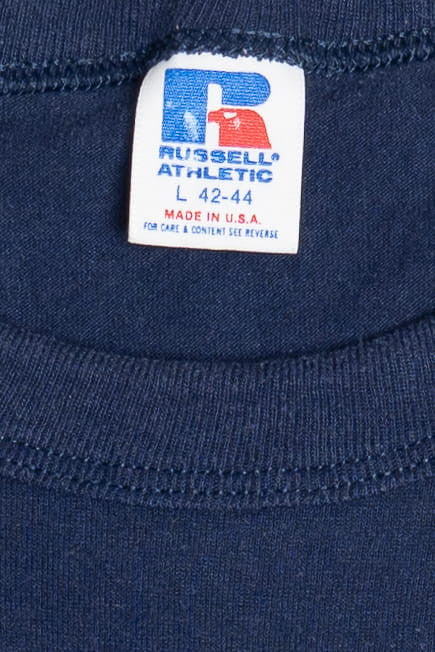 R
RUSSELL®
ATHLETIC
L 42-44
MADE IN U.S.A.
FOR CARE & CONTENT SEE REVERSE